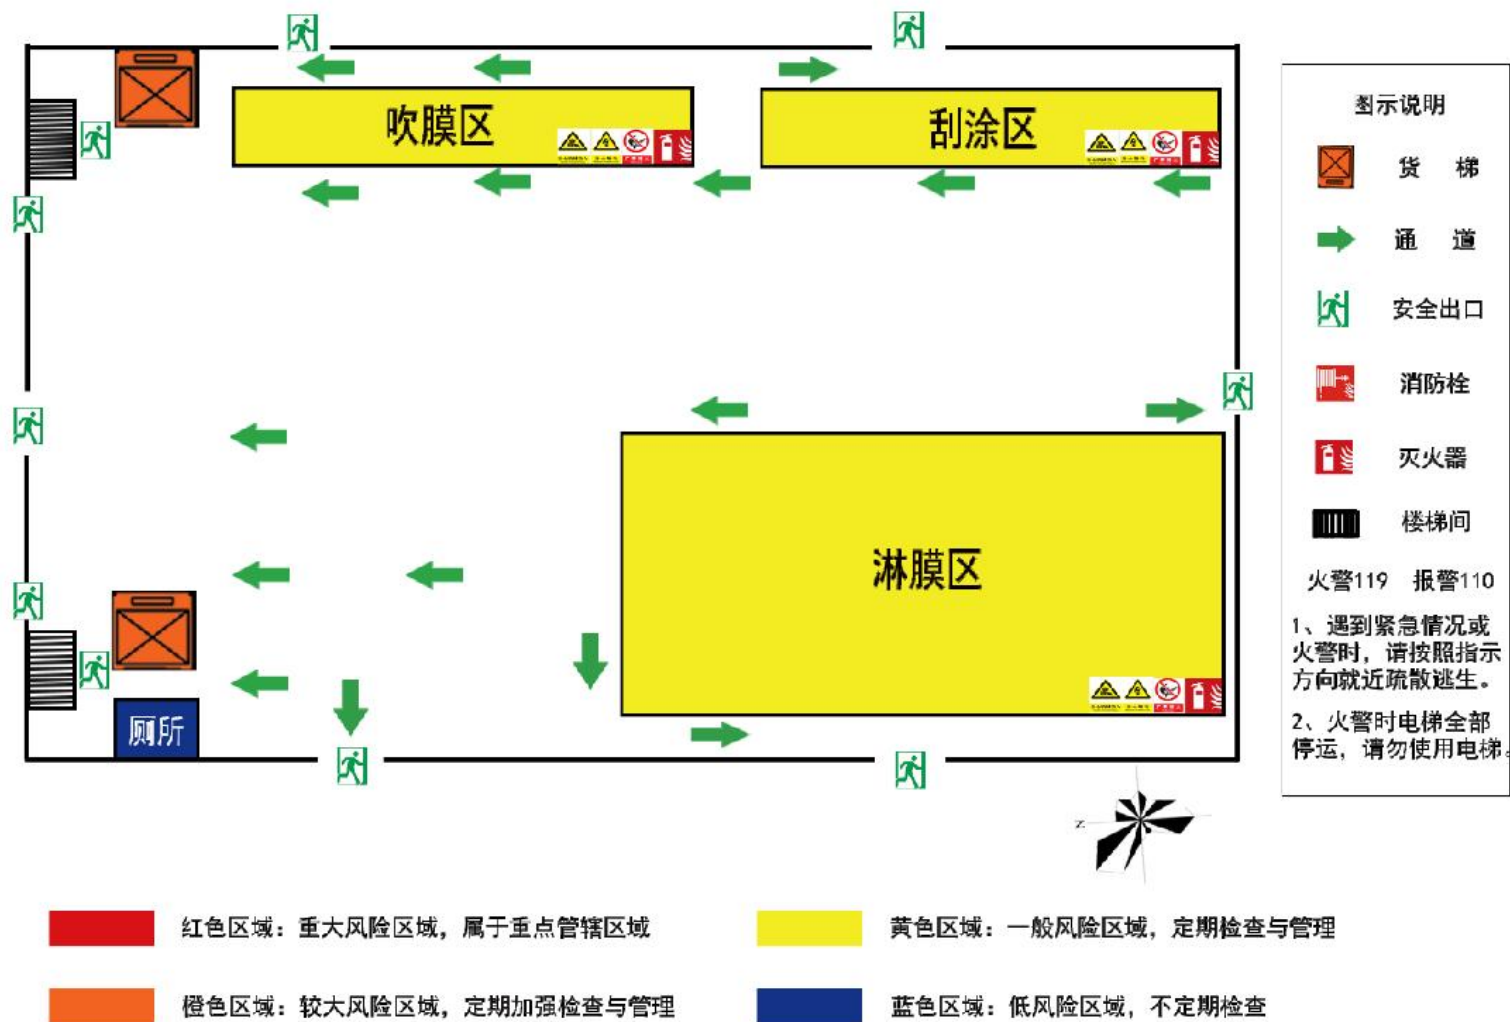 吹膜区
刮涂区
淋膜区
厕所
图示说明
货 梯
通 道
安全出口
消防栓
灭火器
楼梯间
火警119 报警110
1、遇到紧急情况或
火警时，请按照指示
方向就近疏散逃生。
2、火警时电梯全部
停运，请勿使用电梯。
Z
红色区域：重大风险区域，属于重点管辖区域
黄色区域：一般风险区域，定期检查与管理
橙色区域：较大风险区域，定期加强检查与管理
蓝色区域：低风险区域，不定期检查